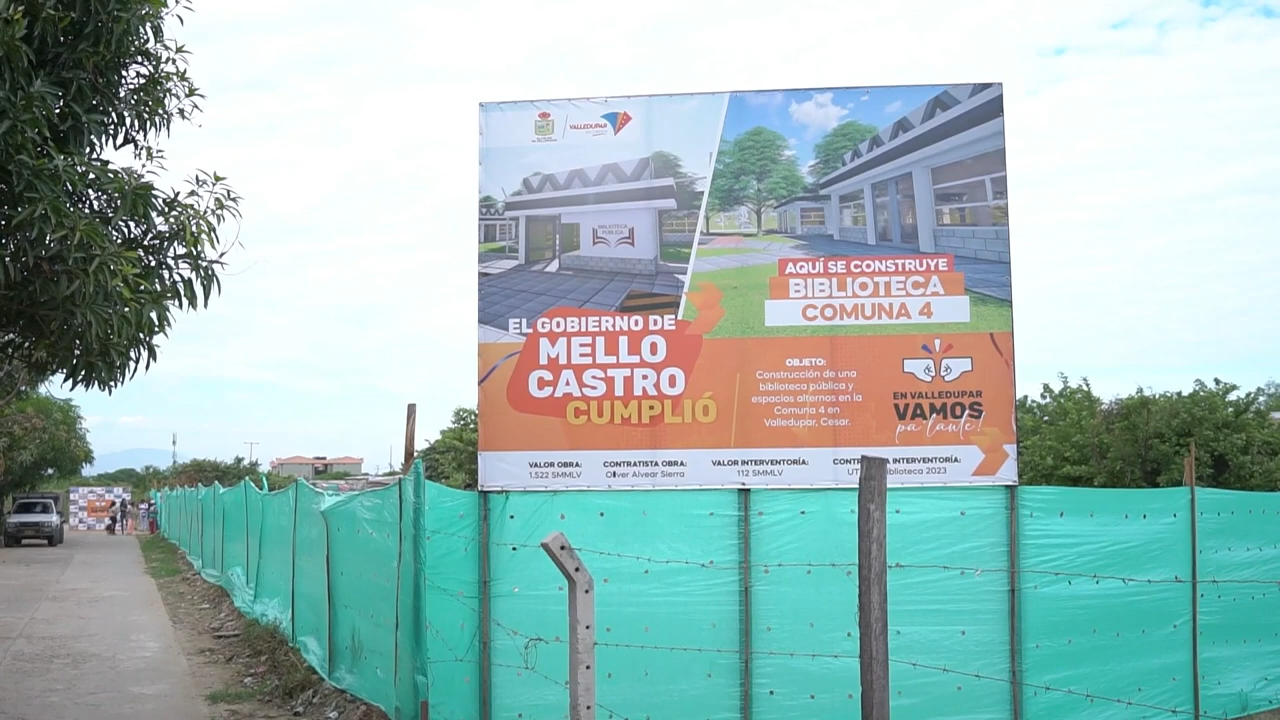 VALLEDUPAR
BIBLIOTECA
PÚBLICA
AQUÍ SE CONSTRUYE
BIBLIOTECA
COMUNA 4
EL GOBIERNO DE
MELLO
CASTRO
CUMPLIÓ
OBJETO:
Construcción de una
biblioteca pública y
espacios alternos en la
Comuna 4 en
Valledupar, Cesar.
EN VALLEDUPAR
VAMOS
pa'lante!
VALOR OBRA:
1.522 SMMLV
CONTRATISTA OBRA:
Oliver Alvear Sierra
VALOR INTERVENTORÍA:
112 SMMLV
INTERVENTORÍA:
Biblioteca 2023